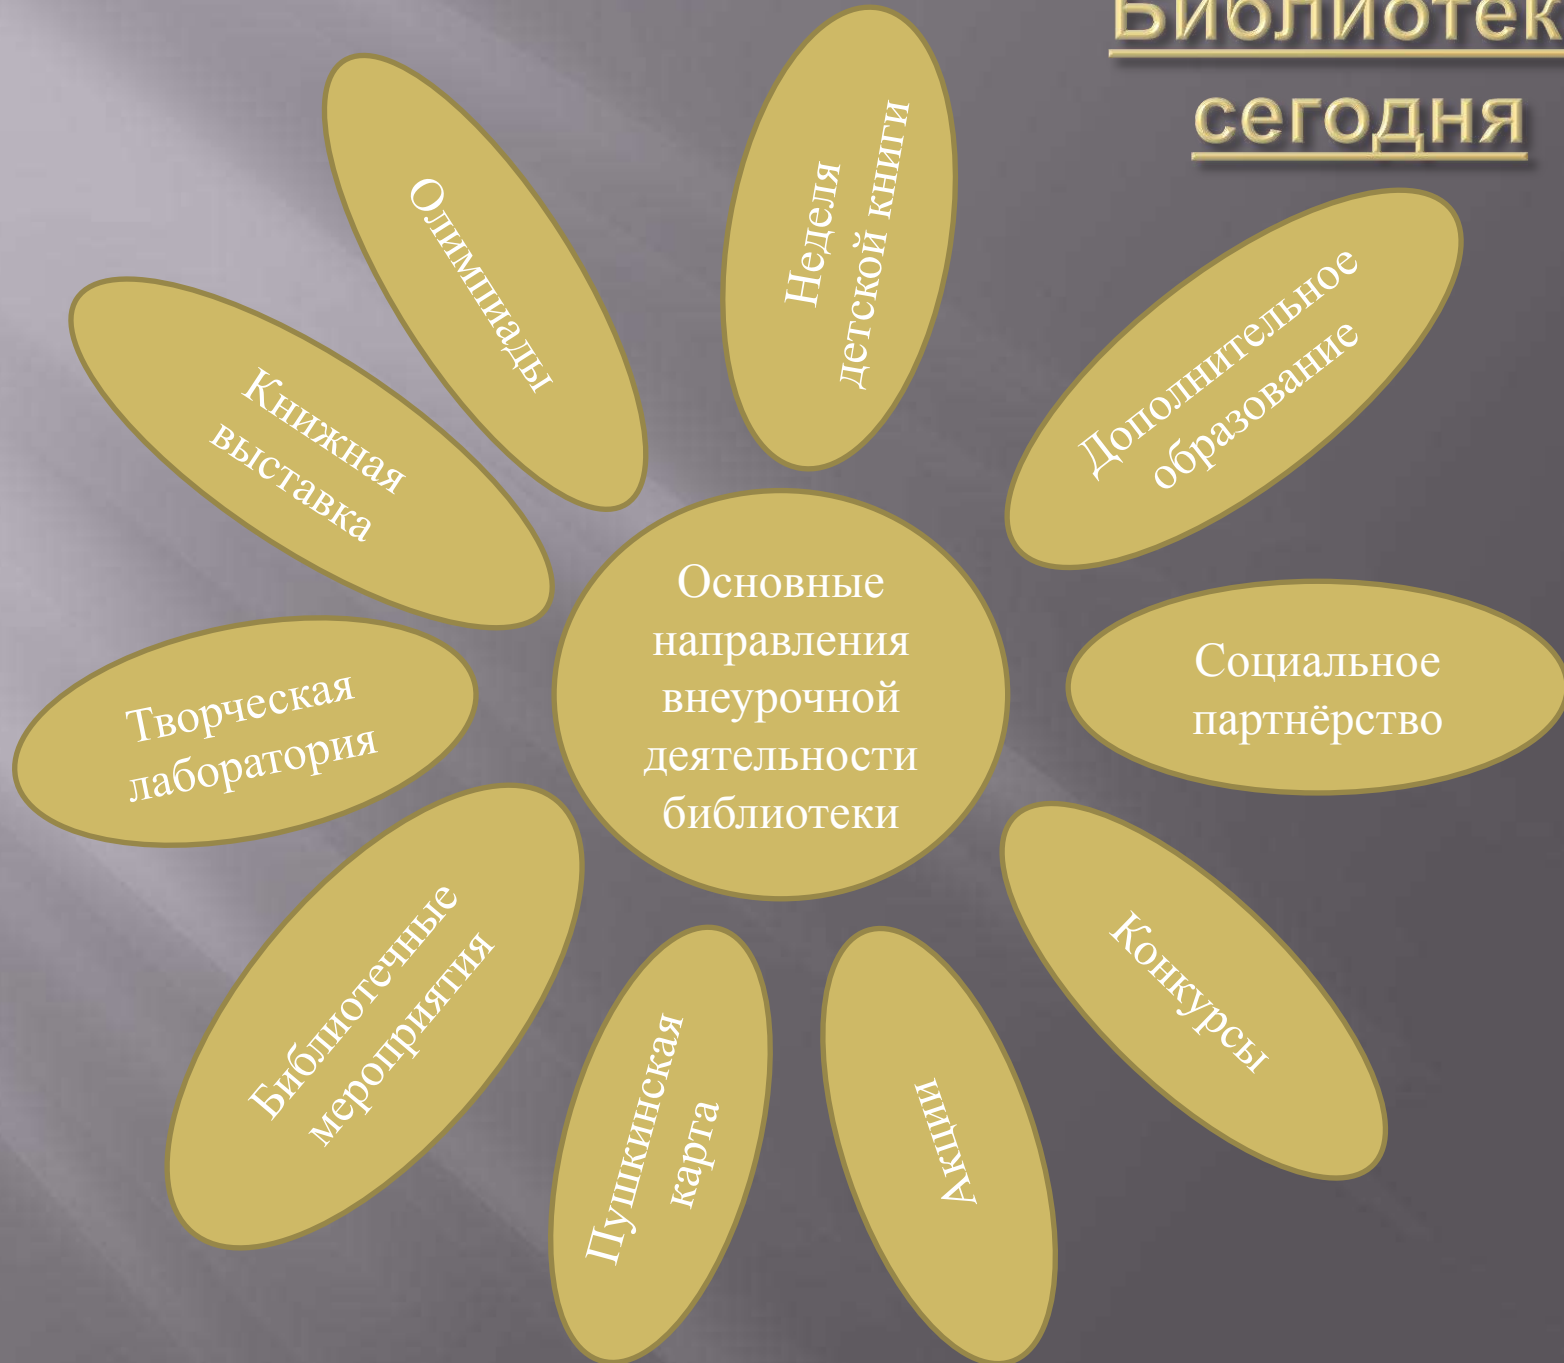 Библиотек
сегодня
Неделя
детской книги
Дополнительное
образование
Социальное
партнёрство
Конкурсы
Акции
Пушкинская
карта
Библиотечные
мероприятия
Творческая
лаборатория
Книжная
выставка
Олимпиады
Основные
направления
внеурочной
деятельности
библиотеки